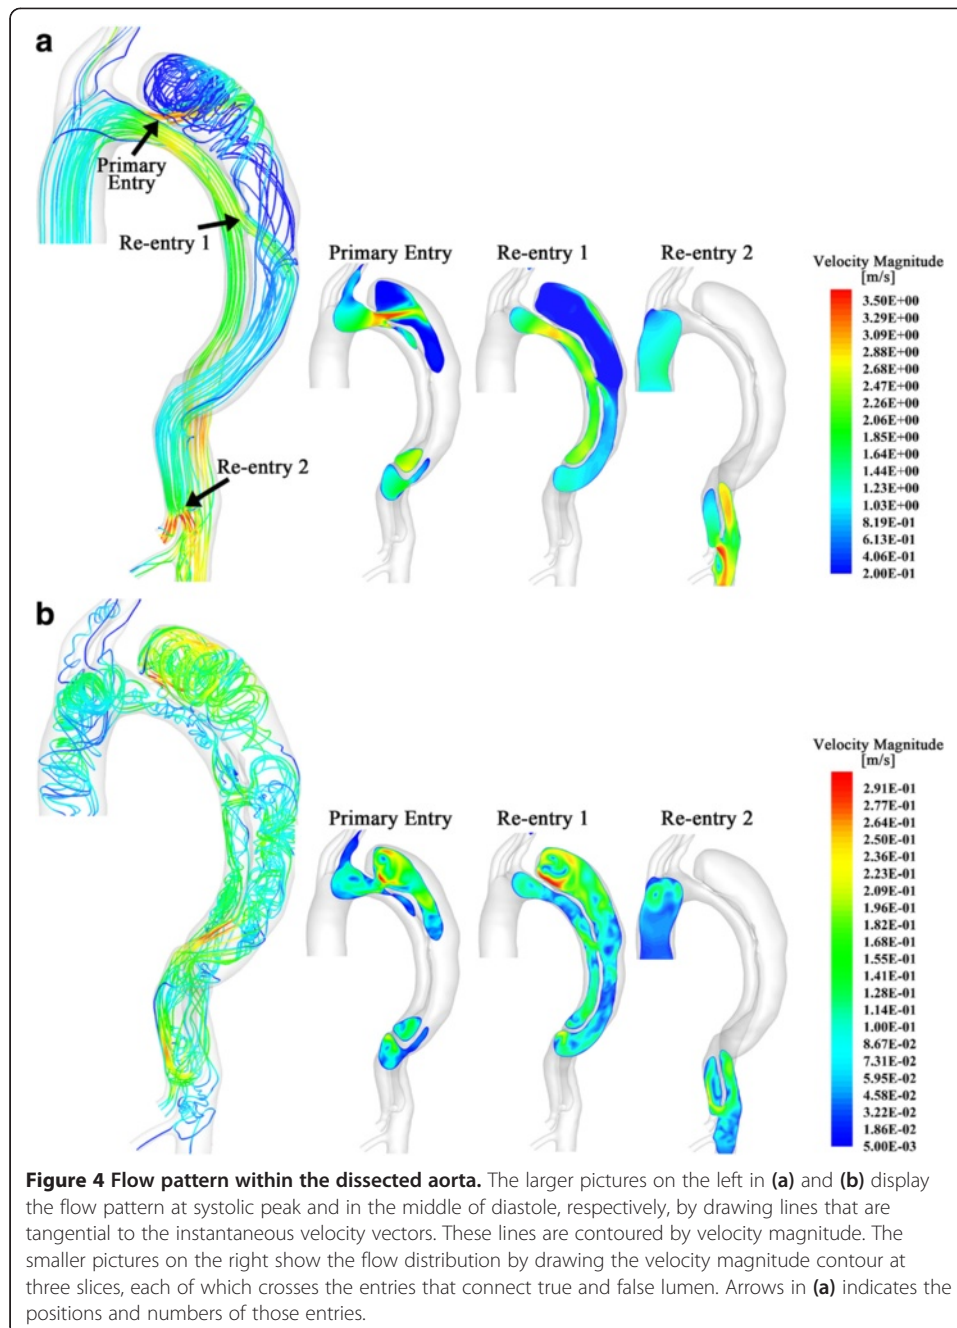 a
Primary
Entry
Re-entry 1
Re-entry 2
Primary Entry
Re-entry 1
Re-entry 2
Velocity Magnitude
[m/s]
3.50E+00
3.29E+00
3.09E+00
2.88E+00
2.68E+00
2.47E+00
2.26E+00
2.06E+00
1.85E+00
1.64E+00
1.44E+00
1.23E+00
1.03E+00
8.19E-01
6.13E-01
4.06E-01
2.00E-01
b
Primary Entry
Re-entry 1
Re-entry 2
Velocity Magnitude
[m/s]
2.91E-01
2.77E-01
2.64E-01
2.50E-01
2.36E-01
2.23E-01
2.09E-01
1.96E-01
1.82E-01
1.68E-01
1.55E-01
1.41E-01
1.28E-01
1.14E-01
1.00E-01
8.67E-02
7.31E-02
5.95E-02
4.58E-02
3.22E-02
1.86E-02
5.00E-03
Figure 4 Flow pattern within the dissected aorta. The larger pictures on the left in (a) and (b) display
the flow pattern at systolic peak and in the middle of diastole, respectively, by drawing lines that are
tangential to the instantaneous velocity vectors. These lines are contoured by velocity magnitude. The
smaller pictures on the right show the flow distribution by drawing the velocity magnitude contour at
three slices, each of which crosses the entries that connect true and false lumen. Arrows in (a) indicates the
positions and numbers of those entries.